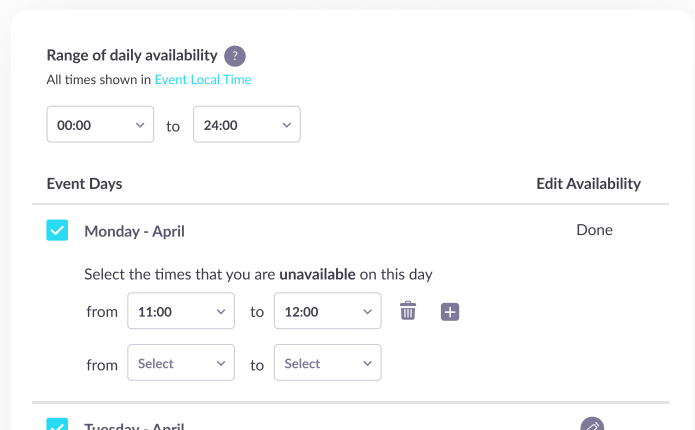 Range of daily availability ?
All times shown in Event Local Time
00:00 to 24:00
Event Days Edit Availability
Monday - April Done
Select the times that you are unavailable on this day
from 11:00 to 12:00
from Select to Select
Tuesday - April